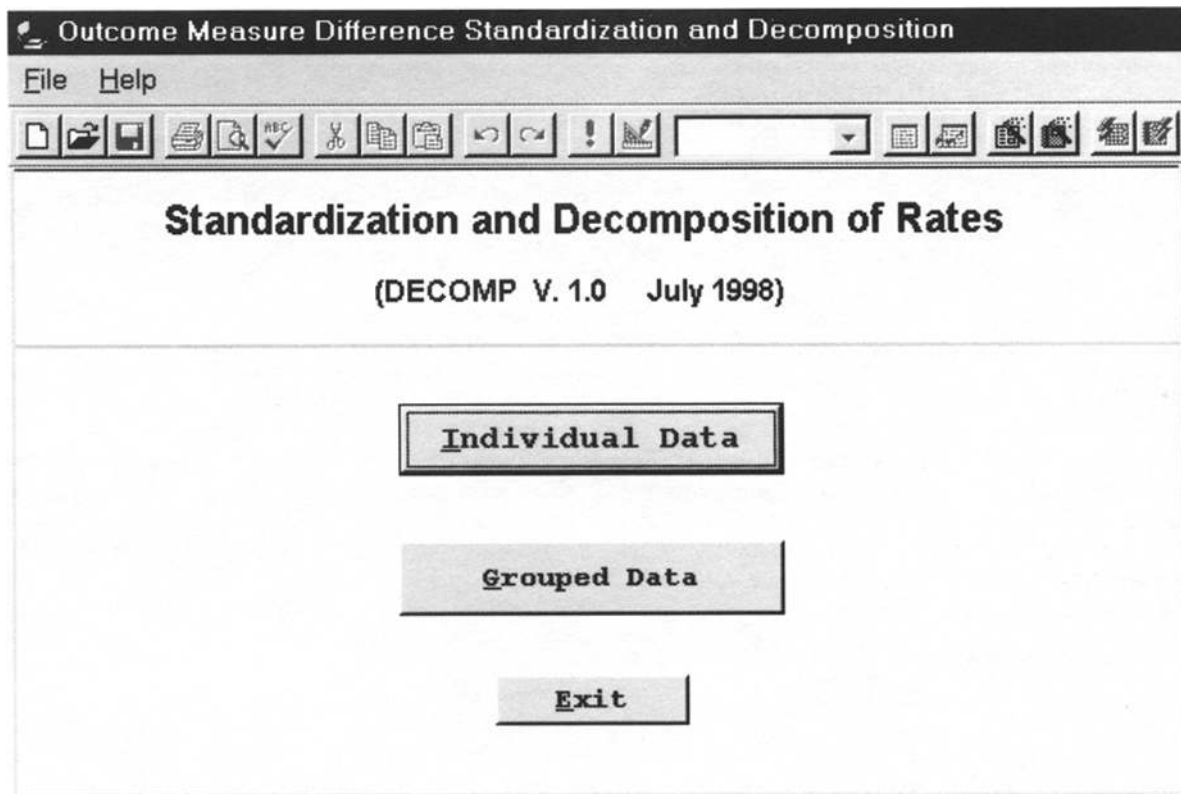 Outcome Measure Difference Standardization and Decomposition
File Help
ABC
Standardization and Decomposition of Rates
(DECOMP V. 1.0 July 1998)
Individual Data
Grouped Data
Exit